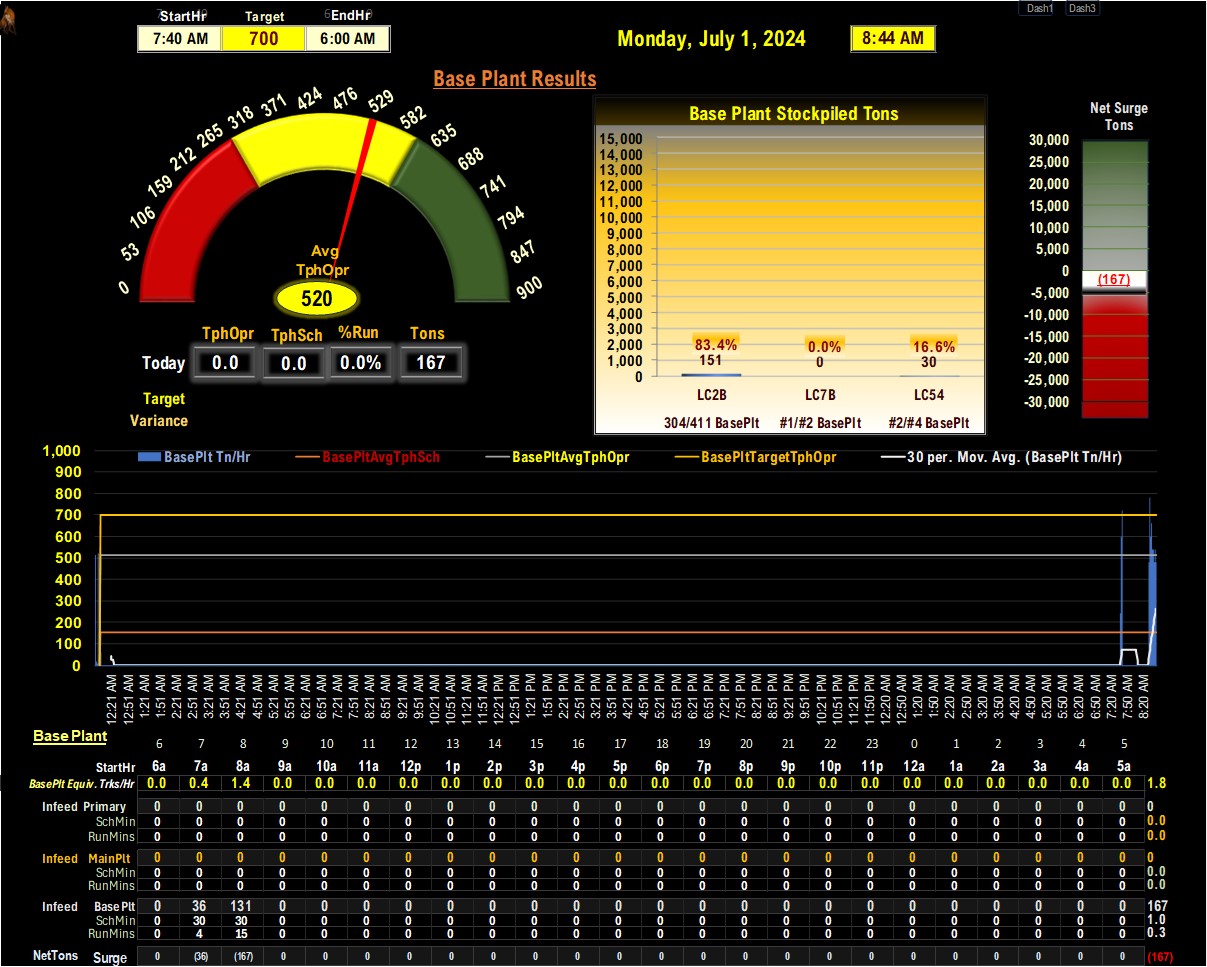 StartHr Target EndHr
7:40 AM 700 6:00 AM
Monday, July 1, 2024
8:44 AM
Dash1 Dash3
Base Plant Results
0 53 106 159 212 265 318 371 424 476 529 582 635 688 741 794 847 900
Avg
TphOpr
520
TphOpr TphSch %Run Tons
Today 0.0 0.0 0.0% 167
Target
Variance
Base Plant Stockpiled Tons
15,000
14,000
13,000
12,000
11,000
10,000
9,000
8,000
7,000
6,000
5,000
4,000
3,000
2,000
1,000
0
83.4% 0.0% 16.6%
151 0 30
LC2B LC7B LC54
304/411 BasePlt #1/#2 BasePlt #2/#4 BasePlt
Net Surge
Tons
30,000
25,000
20,000
15,000
10,000
5,000
0
(167)
-5,000
-10,000
-15,000
-20,000
-25,000
-30,000
BasePlt Tn/Hr BasePltAvgTphSch BasePltAvgTphOpr BasePltTargetTphOpr 30 per. Mov. Avg. (BasePlt Tn/Hr)
1,000
900
800
700
600
500
400
300
200
100
0
12:21 AM 12:51 AM 1:21 AM 1:51 AM 2:21 AM 2:51 AM 3:21 AM 3:51 AM 4:21 AM 4:51 AM 5:21 AM 5:51 AM 6:21 AM 6:51 AM 7:21 AM 7:51 AM 8:21 AM 8:51 AM 9:21 AM 9:51 AM 10:21 AM 10:51 AM 11:21 AM 11:51 AM 12:21 PM 12:51 PM 1:21 PM 1:51 PM 2:21 PM 2:51 PM 3:21 PM 3:51 PM 4:21 PM 4:51 PM 5:21 PM 5:51 PM 6:21 PM 6:51 PM 7:21 PM 7:51 PM 8:21 PM 8:51 PM 9:21 PM 9:51 PM 10:21 PM 10:51 PM 11:21 PM 11:50 PM 12:20 AM 12:50 AM 1:20 AM 1:50 AM 2:20 AM 2:50 AM 3:20 AM 3:50 AM 4:20 AM 4:50 AM 5:20 AM 5:50 AM 6:20 AM 6:50 AM 7:20 AM 7:50 AM 8:20 AM
Base Plant
6 7 8 9 10 11 12 13 14 15 16 17 18 19 20 21 22 23 0 1 2 3 4 5
StartHr 6a 7a 8a 9a 10a 11a 12p 1p 2p 3p 4p 5p 6p 7p 8p 9p 10p 11p 12a 1a 2a 3a 4a 5a
BasePlt Equiv. Trks/Hr 0.0 0.4 1.4 0.0 0.0 0.0 0.0 0.0 0.0 0.0 0.0 0.0 0.0 0.0 0.0 0.0 0.0 0.0 0.0 0.0 0.0 0.0 0.0 0.0 1.8
Infeed Primary 0 0 0 0 0 0 0 0 0 0 0 0 0 0 0 0 0 0 0 0 0 0 0 0 0
SchMin 0 0 0 0 0 0 0 0 0 0 0 0 0 0 0 0 0 0 0 0 0 0 0 0 0.0
RunMins 0 0 0 0 0 0 0 0 0 0 0 0 0 0 0 0 0 0 0 0 0 0 0 0 0.0
Infeed MainPlt 0 0 0 0 0 0 0 0 0 0 0 0 0 0 0 0 0 0 0 0 0 0 0 0 0
SchMin 0 0 0 0 0 0 0 0 0 0 0 0 0 0 0 0 0 0 0 0 0 0 0 0 0.0
RunMins 0 0 0 0 0 0 0 0 0 0 0 0 0 0 0 0 0 0 0 0 0 0 0 0 0.0
Infeed BasePlt 0 36 131 0 0 0 0 0 0 0 0 0 0 0 0 0 0 0 0 0 0 0 0 0 167
SchMin 0 30 30 0 0 0 0 0 0 0 0 0 0 0 0 0 0 0 0 0 0 0 0 0 1.0
RunMins 0 4 15 0 0 0 0 0 0 0 0 0 0 0 0 0 0 0 0 0 0 0 0 0 0.3
NetTons Surge 0 (36) (167) 0 0 0 0 0 0 0 0 0 0 0 0 0 0 0 0 0 0 0 0 0 (167)